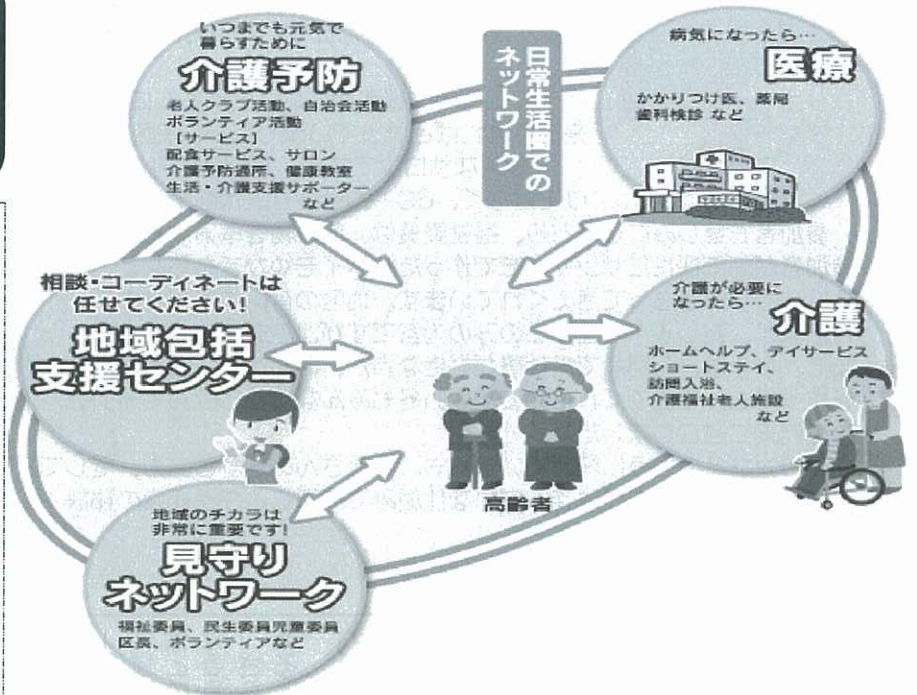 いつまでも元気で
暮らすために
介護予防
老人クラブ活動、自治会活動
ボランティア活動
［サービス］
配食サービス、サロン
介護予防通所、健康教室
生活・介護支援サポーター
など
日常生活圏での
ネットワーク
病気になったら…
医療
かかりつけ医、薬局
歯科検診 など
相談・コーディネートは
任せてください!
地域包括
支援センター
介護が必要に
なったら…
介護
ホームヘルプ、デイサービス
ショートステイ、
訪問入浴、
介護福祉老人施設
など
高齢者
地域のチカラは
非常に重要です!
見守り
ネットワーク
福祉委員、民生委員児童委員
区長、ボランティアなど